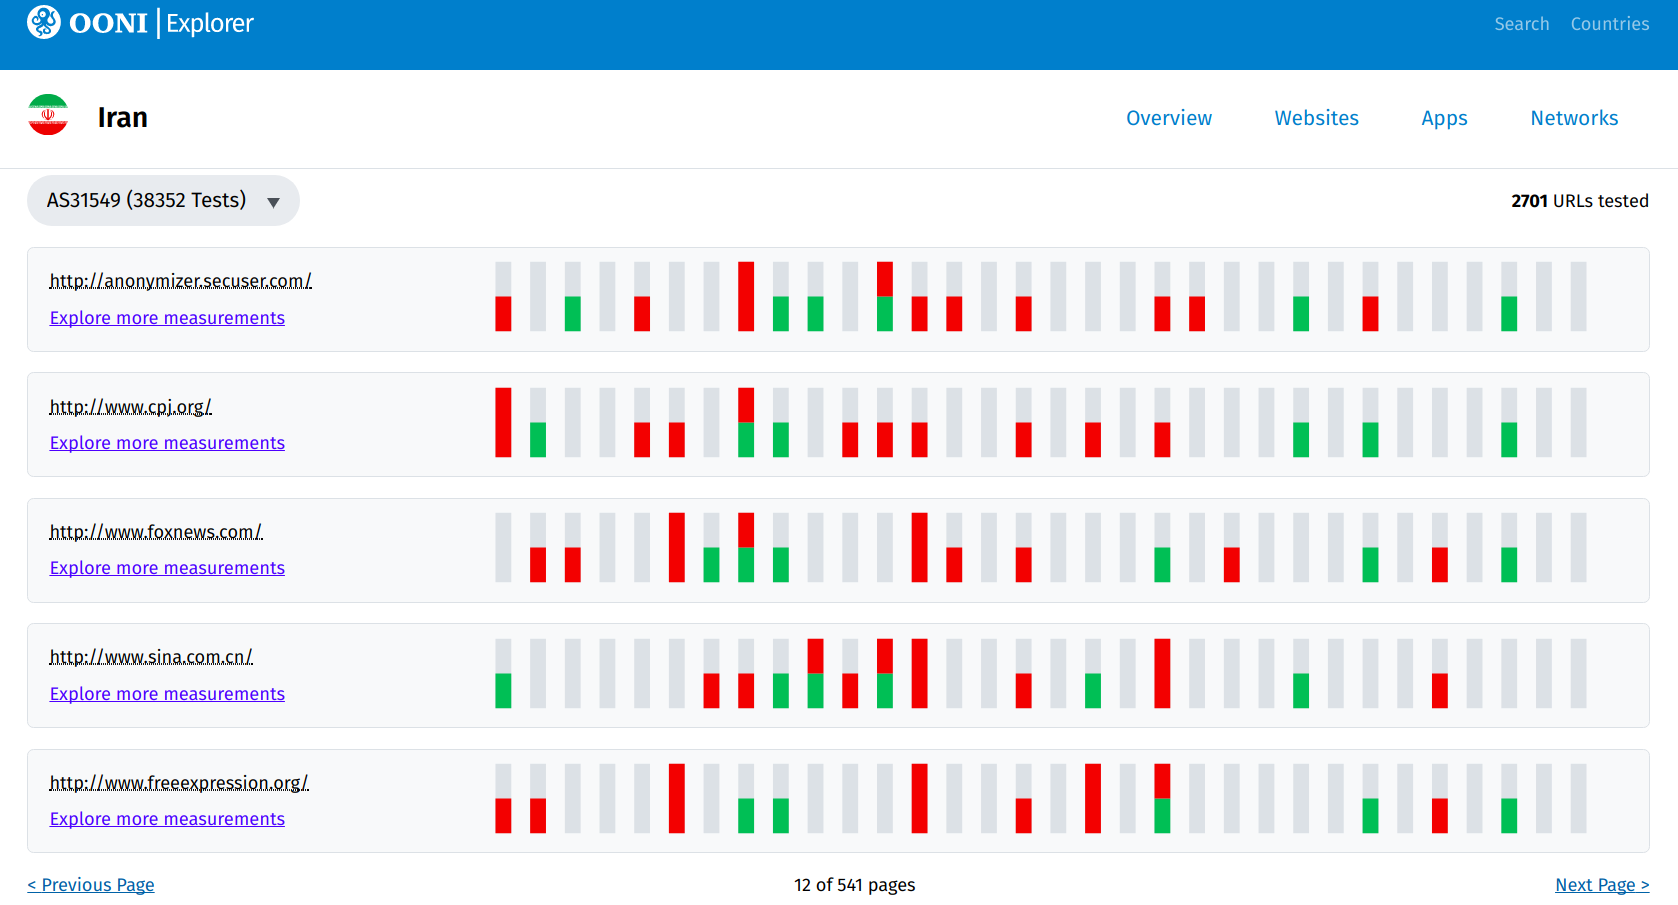 OONI | Explorer
Search Countries
Iran
Overview Websites Apps Networks
AS31549 (38352 Tests) ▼
2701 URLs tested
http://anonymizer.secuser.com/
Explore more measurements
http://www.cpj.org/
Explore more measurements
http://www.foxnews.com/
Explore more measurements
http://www.sina.com.cn/
Explore more measurements
http://www.freeexpression.org/
Explore more measurements
< Previous Page 12 of 541 pages Next Page >